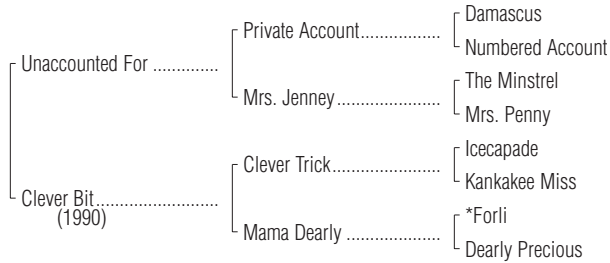 Damascus
Private Account....................
Numbered Account
Unaccounted For ..............
The Minstrel
Mrs. Jenney.........................
Mrs. Penny
Icecapade
Clever Trick..........................
Kankakee Miss
Clever Bit...........................
(1990)
*Forli
Mama Dearly .......................
Dearly Precious